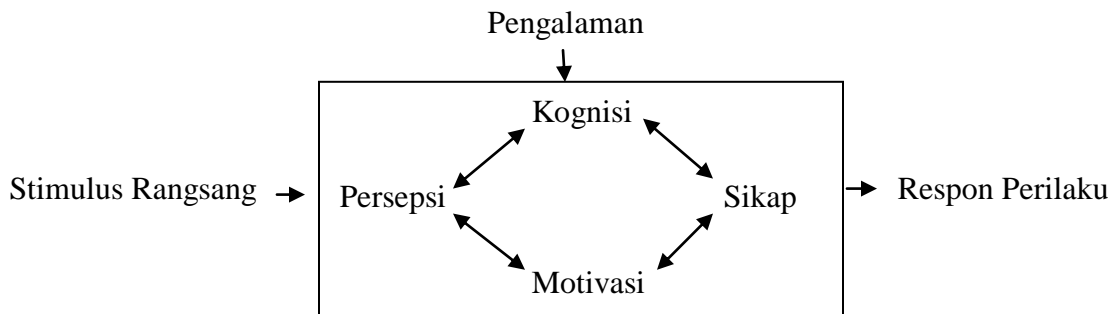 Pengalaman
Kognisi
Stimulus Rangsang
Persepsi
Sikap
Respon Perilaku
Motivasi